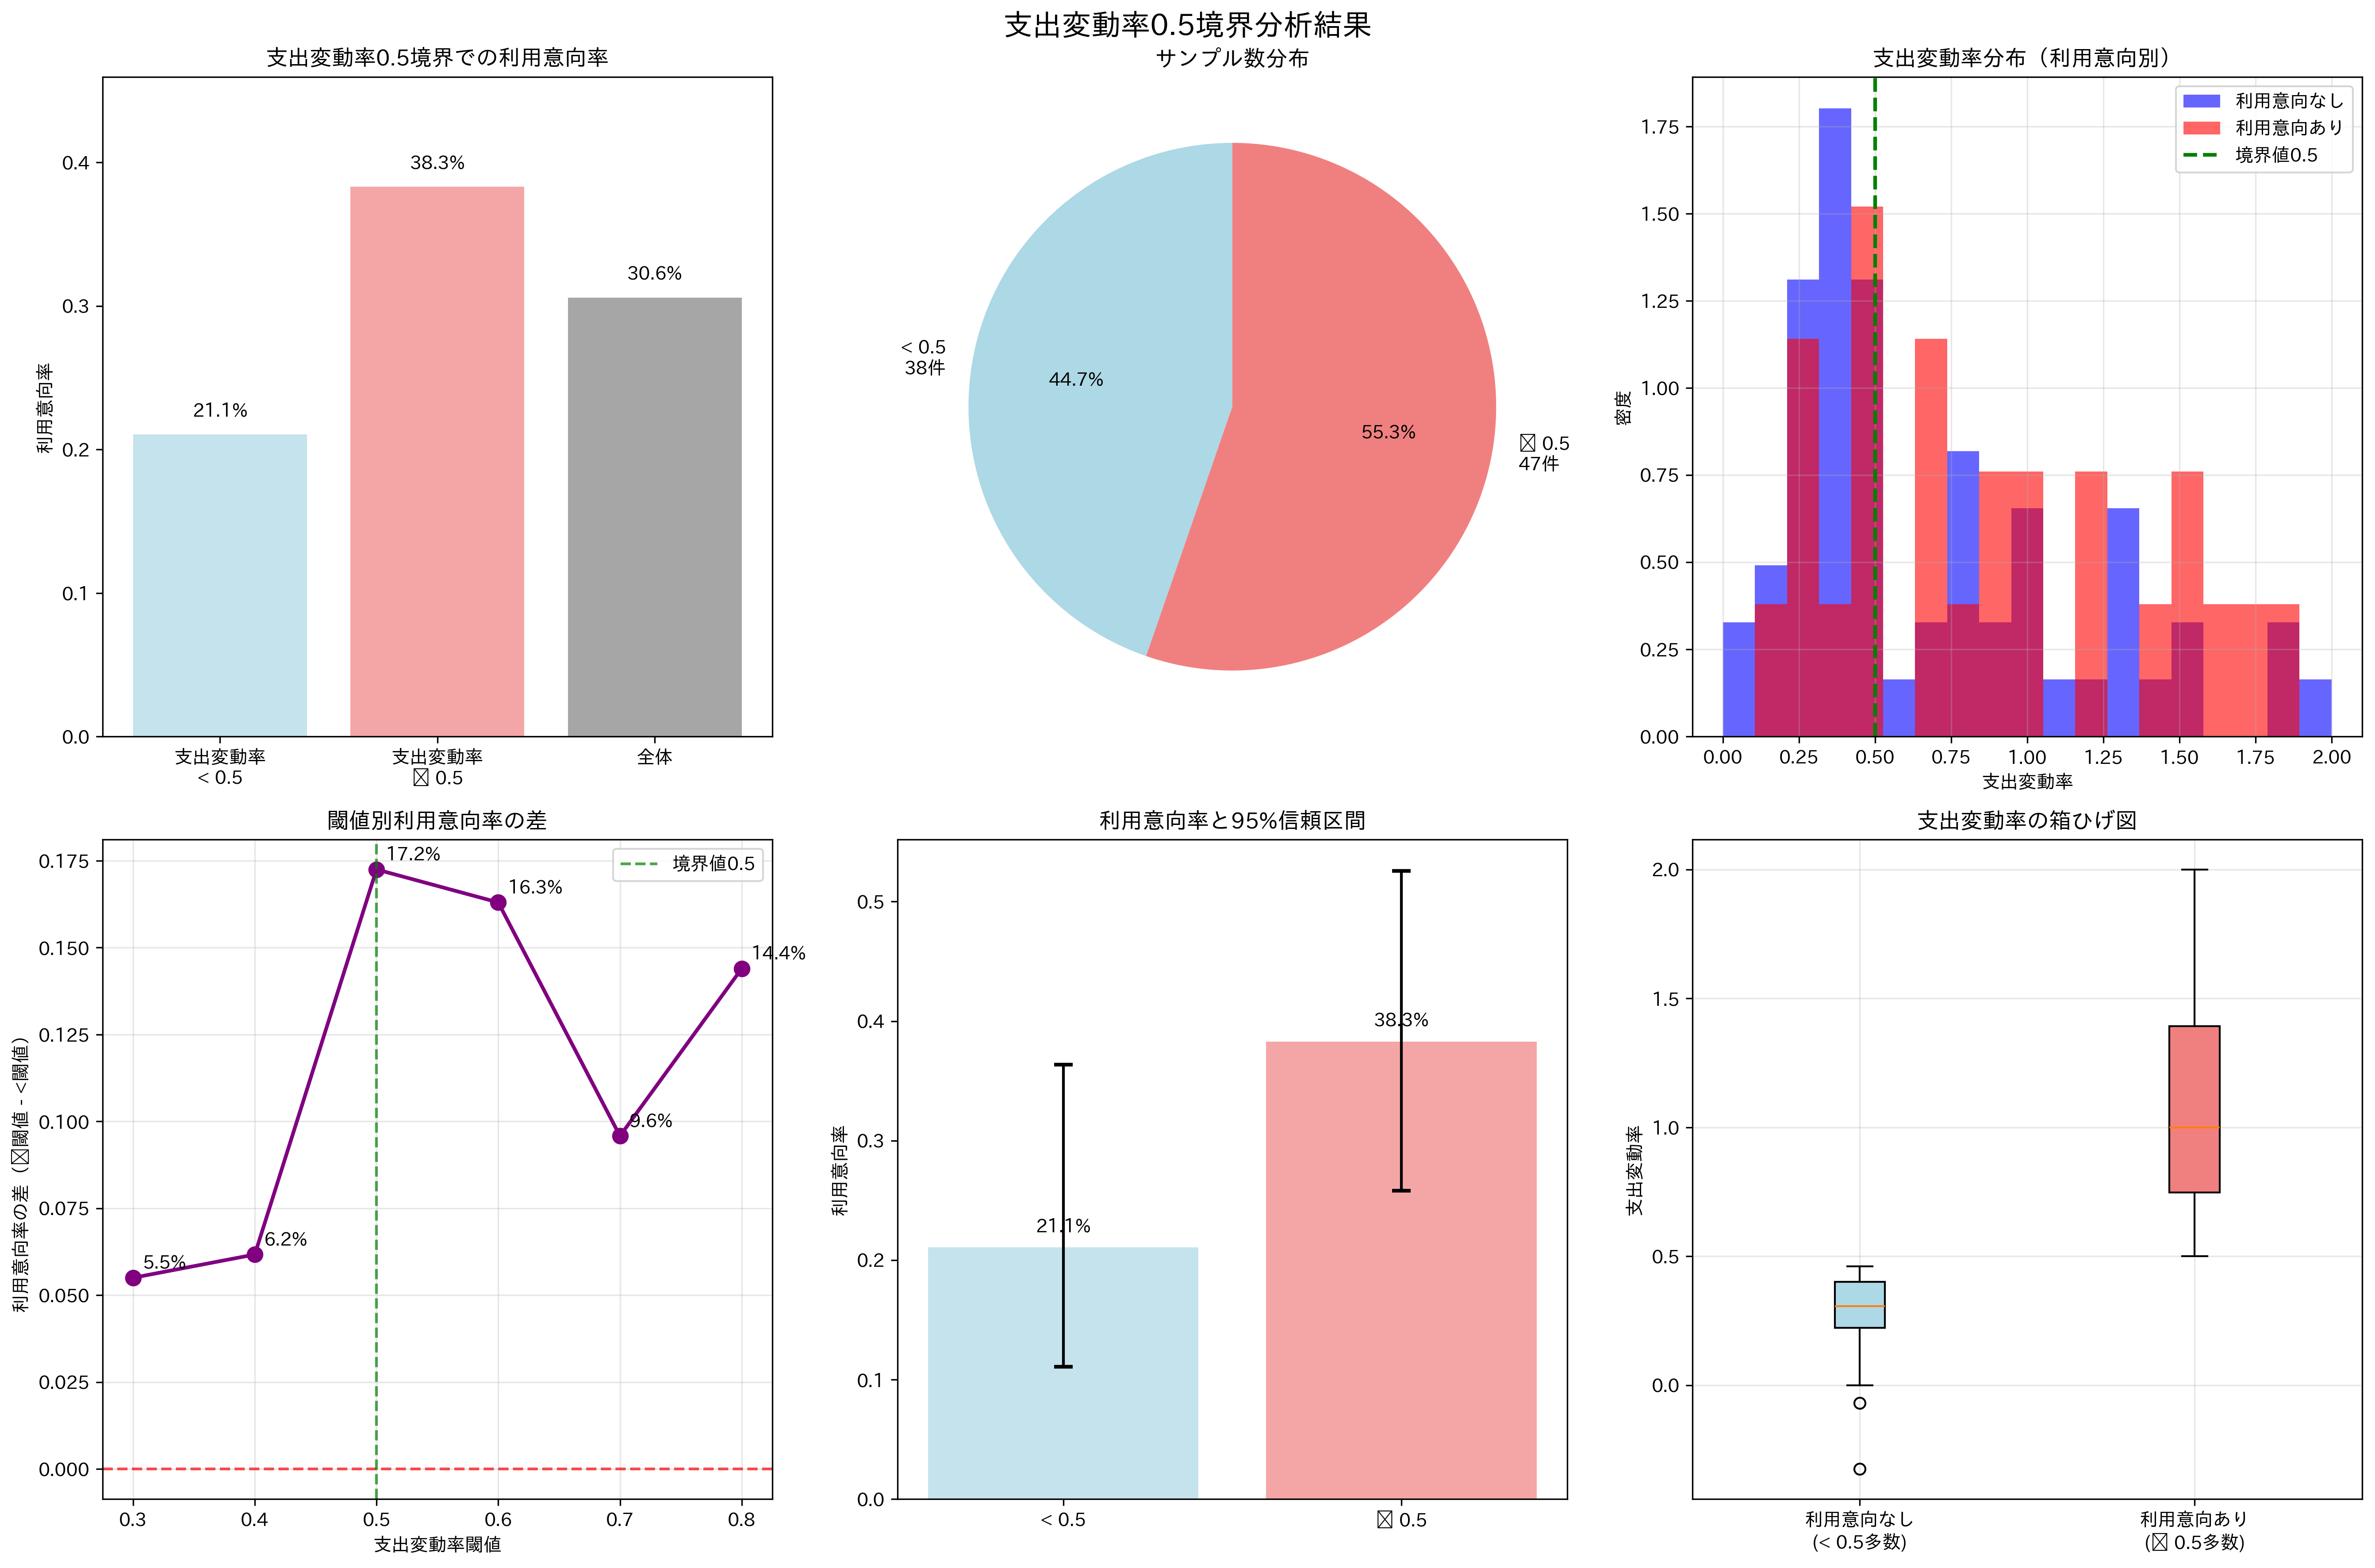 支出変動率0.5境界分析結果
支出変動率0.5境界での利用意向率
利用意向率
0.4
0.3
0.2
0.1
0.0
21.1%
38.3%
30.6%
支出変動率
< 0.5
支出変動率
0.5
全体
サンプル数分布
< 0.5
38件
44.7%
55.3%
0.5
47件
支出変動率分布（利用意向別）
利用意向なし
利用意向あり
境界値0.5
密度
1.75
1.50
1.25
1.00
0.75
0.50
0.25
0.00
0.00 0.25 0.50 0.75 1.00 1.25 1.50 1.75 2.00
支出変動率
閾値別利用意向率の差
境界値0.5
利用意向率の差（閾値 - <閾値）
0.175
0.150
0.125
0.100
0.075
0.050
0.025
0.000
5.5%
6.2%
17.2%
16.3%
9.6%
14.4%
0.3 0.4 0.5 0.6 0.7 0.8
支出変動率閾値
利用意向率と95%信頼区間
利用意向率
0.5
0.4
0.3
0.2
0.1
0.0
21.1%
38.3%
< 0.5
0.5
支出変動率の箱ひげ図
支出変動率
2.0
1.5
1.0
0.5
0.0
利用意向なし
(< 0.5多数)
利用意向あり
( 0.5多数)